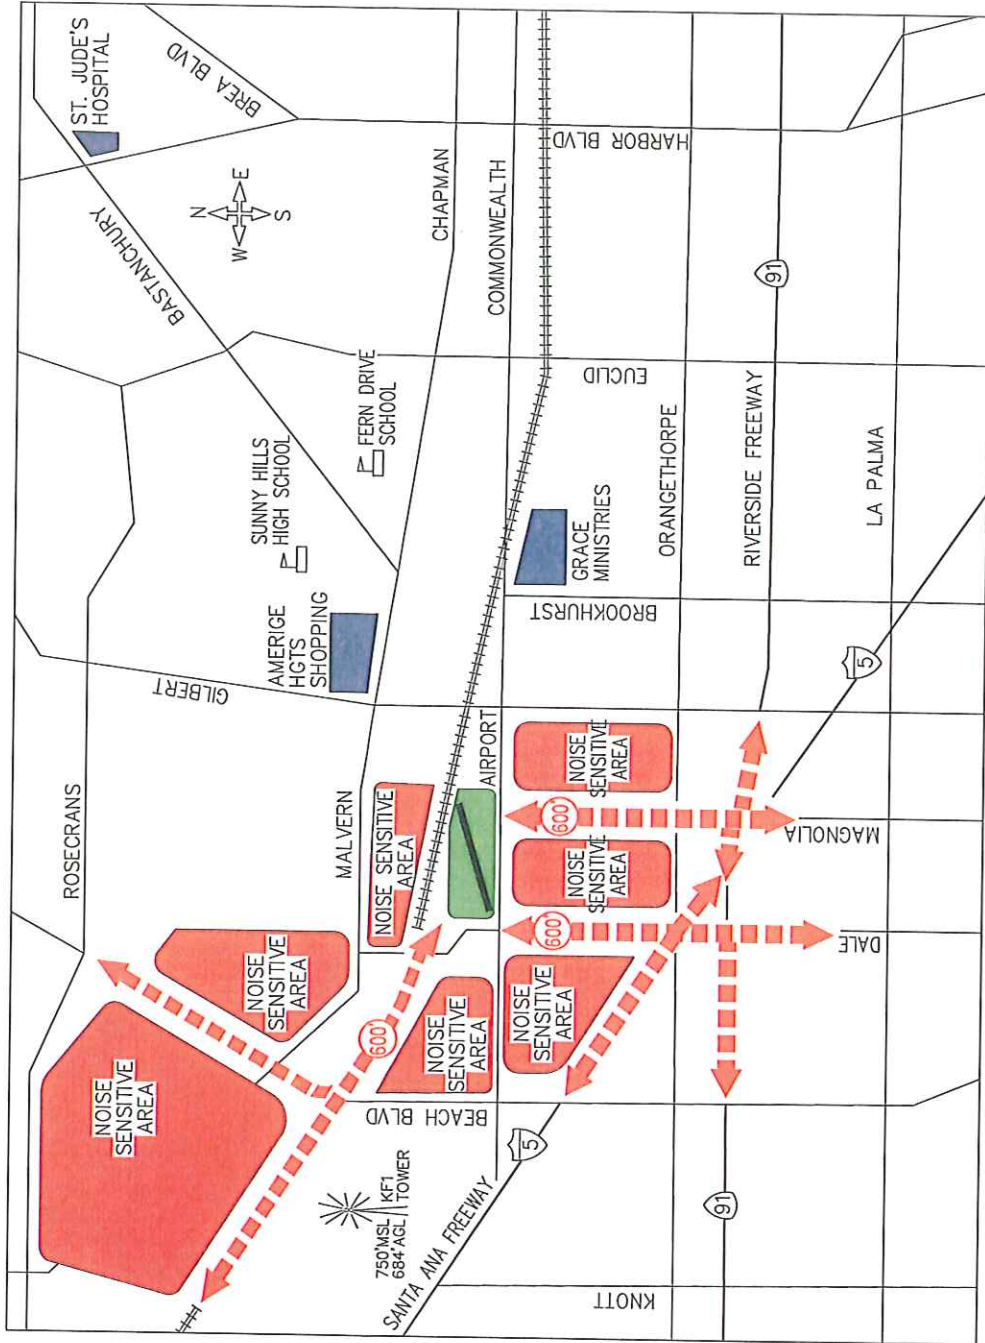 ST. JUDE'S
HOSPITAL
BREA BLVD
BASTANCHURY
N
W
E
S
ROSECRANS
GILBERT
SUNNY HILLS
HIGH SCHOOL
FERN DRIVE
SCHOOL
AMERIGE
HGTS
SHOPPING
CHAPMAN
COMMONWEALTH
MALVERN
NOISE
SENSITIVE
AREA
NOISE
SENSITIVE
AREA
NOISE SENSITIVE
AREA
AIRPORT
600'
NOISE
SENSITIVE
AREA
BEACH BLVD
750'MSL
684'AGL
KF1
TOWER
SANTA ANA FREEWAY
5
NOISE
SENSITIVE
AREA
600'
NOISE
SENSITIVE
AREA
600'
NOISE
SENSITIVE
AREA
GRACE
MINISTRIES
BROOKHURST
EUCLID
HARBOR BLVD
ORANGETHORPE
RIVERSIDE FREEWAY
91
LA PALMA
5
MAGNOLIA
DALE
91
KNOTT